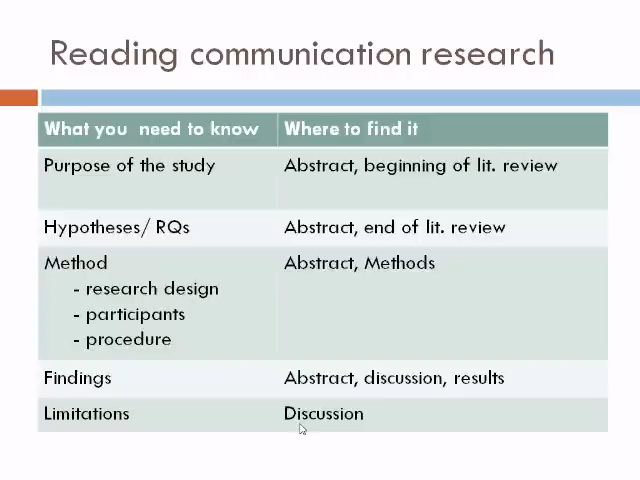 Reading communication research
What you need to know Where to find it
Purpose of the study Abstract, beginning of lit. review
Hypotheses/ RQs Abstract, end of lit. review
Method Abstract, Methods
- research design
- participants
- procedure
Findings Abstract, discussion, results
Limitations Discussion